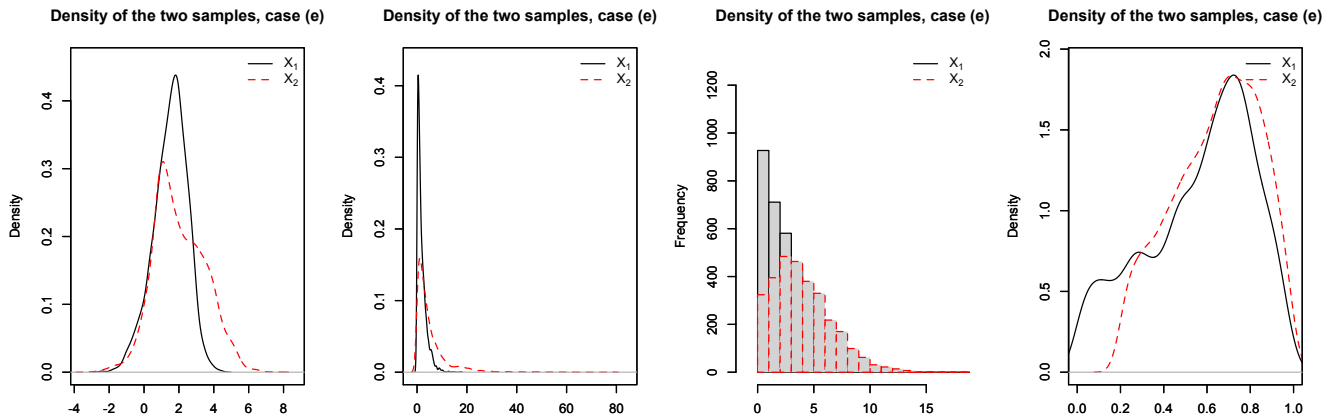 Density of the two samples, case (e)
Density
0.0 0.1 0.2 0.3 0.4
-4 -2 0 2 4 6 8
X1
X2
Density of the two samples, case (e)
Density
0.0 0.1 0.2 0.3 0.4
0 20 40 60 80
X1
X2
Density of the two samples, case (e)
Frequency
0 200 400 600 800 1000 1200
0 5 10 15
X1
X2
Density of the two samples, case (e)
Density
0.0 0.5 1.0 1.5 2.0
0.0 0.2 0.4 0.6 0.8 1.0
X1
X2